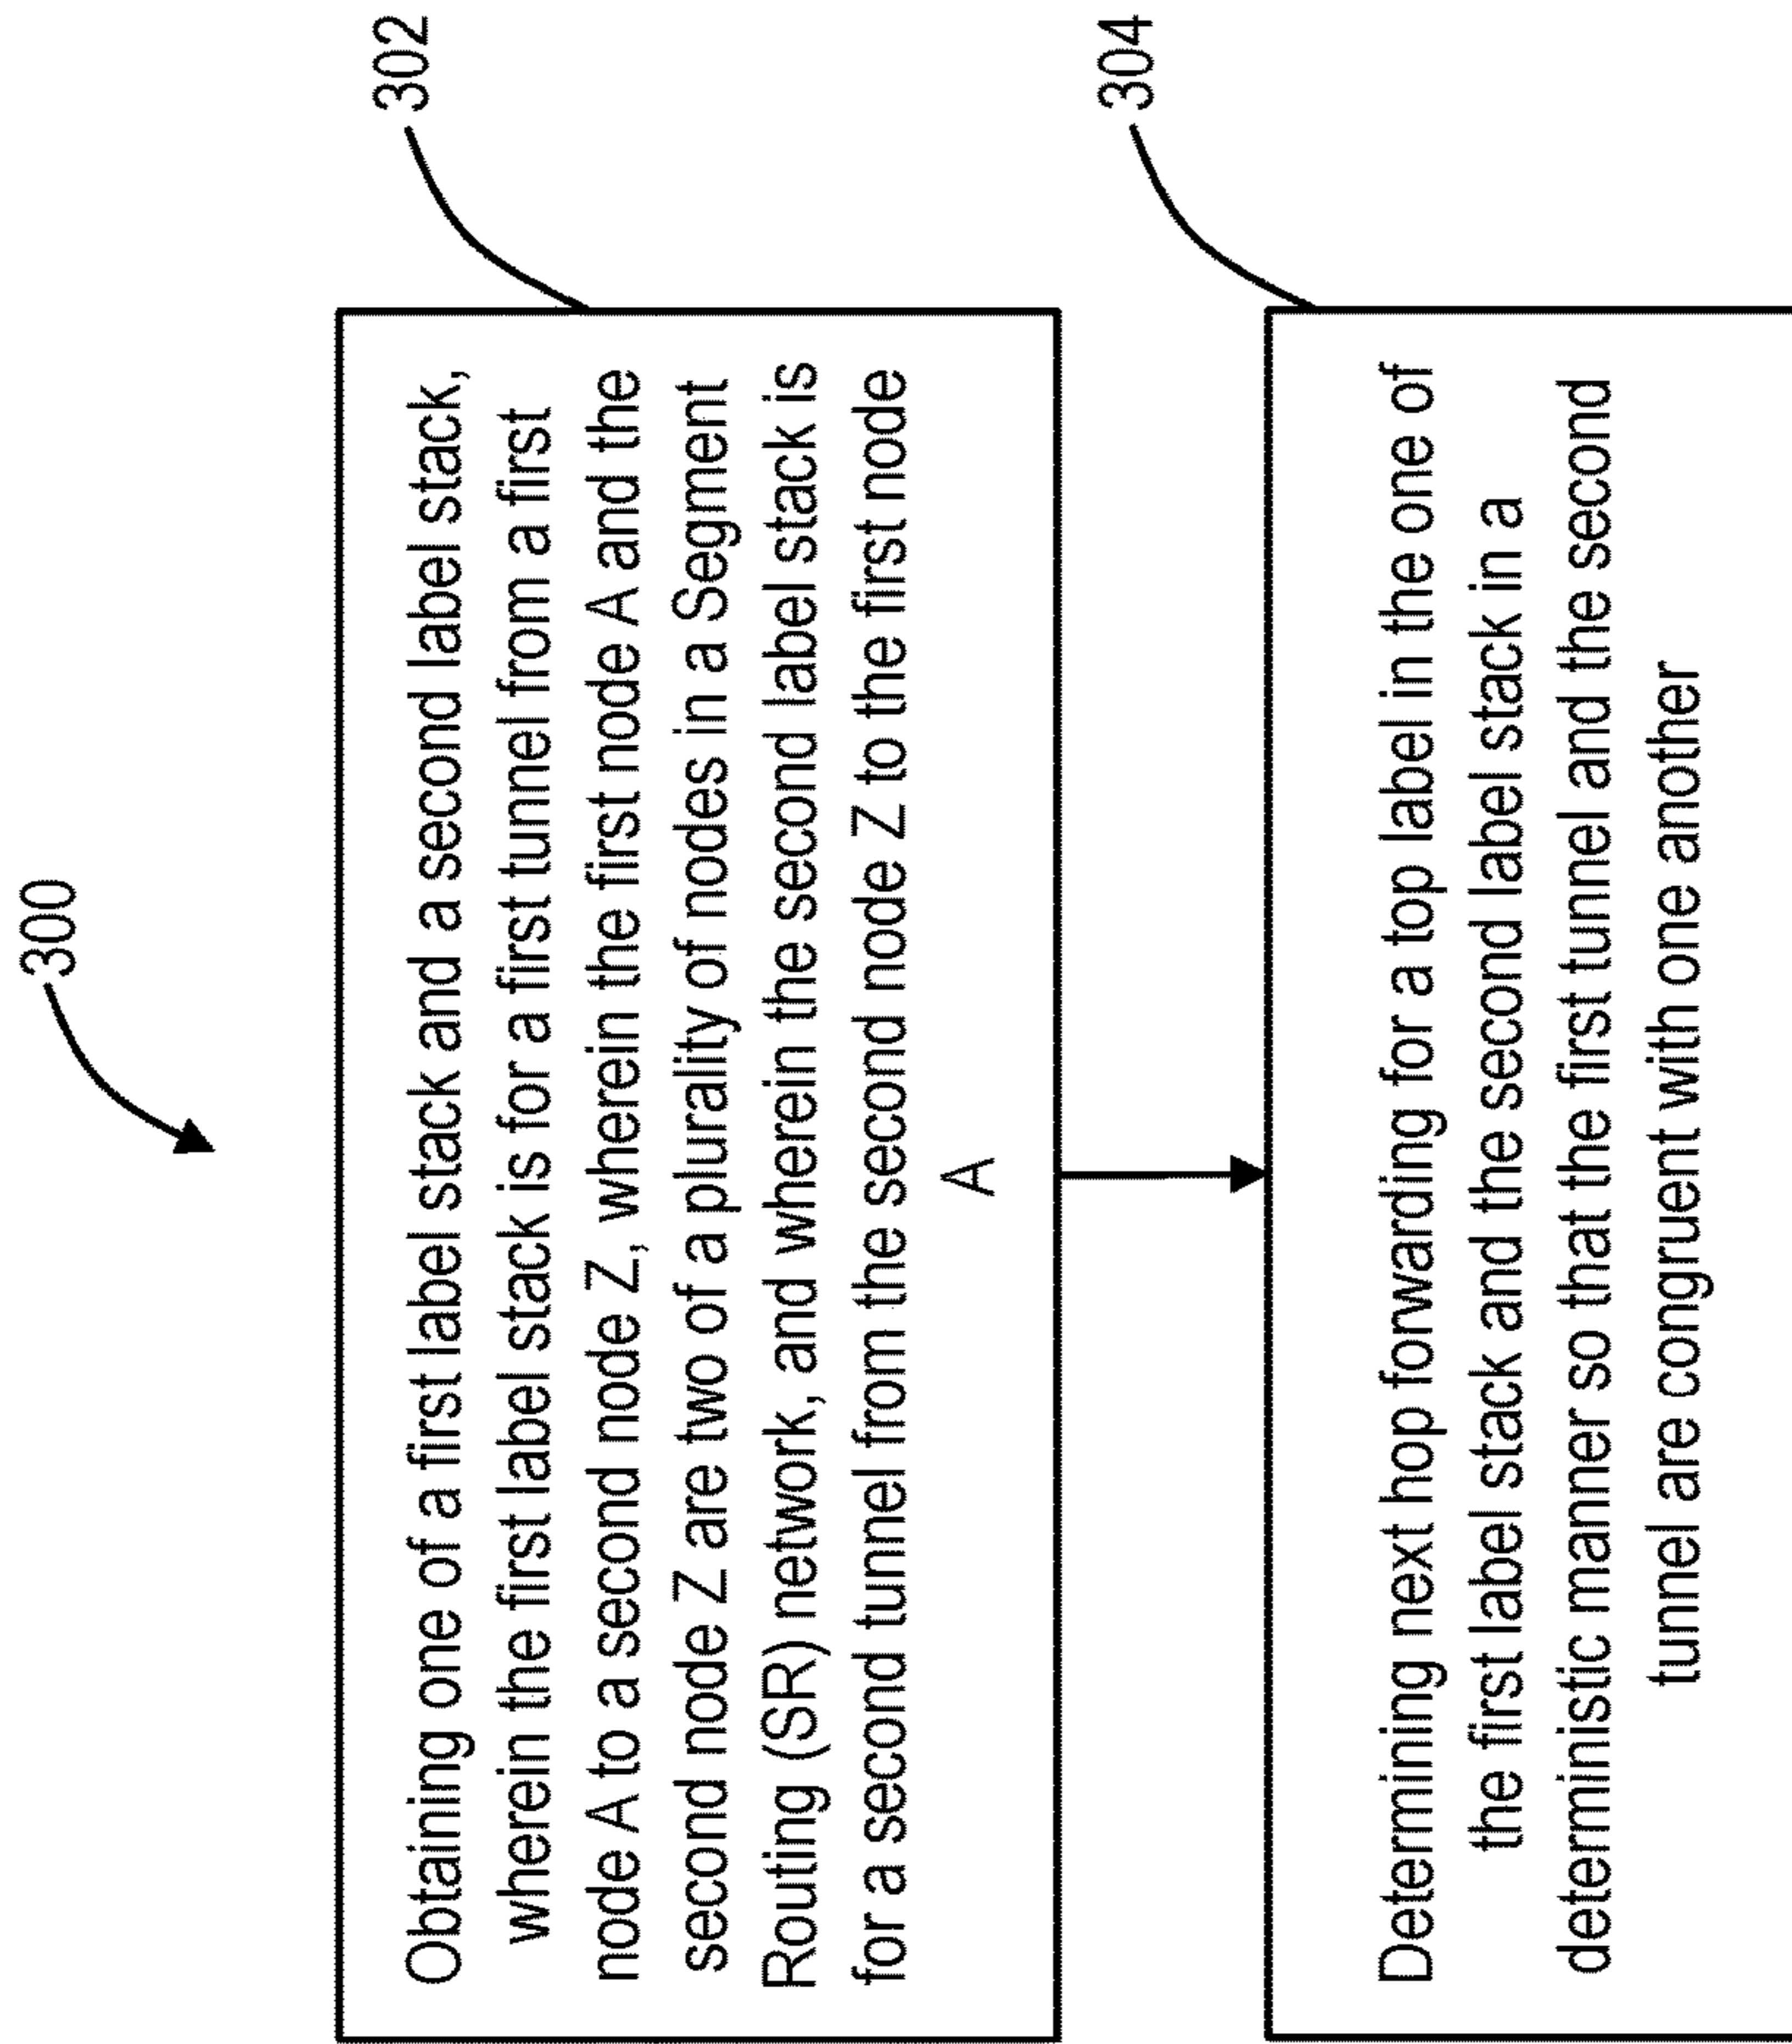 300
302
Obtaining one of a first label stack and a second label stack,
wherein the first label stack is for a first tunnel from a first
node A to a second node Z, wherein the first node A and the
second node Z are two of a plurality of nodes in a Segment
Routing (SR) network, and wherein the second label stack is
for a second tunnel from the second node Z to the first node
A
304
Determining next hop forwarding for a top label in the one of
the first label stack and the second label stack in a
deterministic manner so that the first tunnel and the second
tunnel are congruent with one another